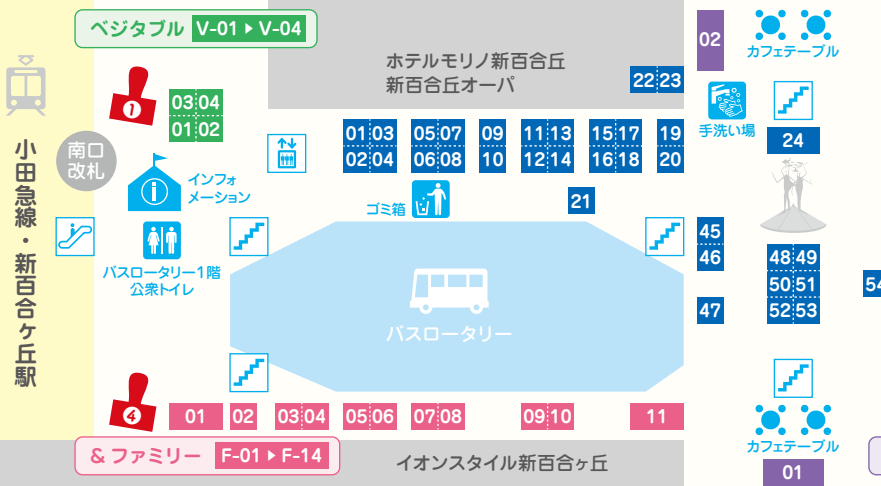 ベジタブル V-01 ▶ V-04
ホテルモリノ新百合丘
新百合丘オーパ
22 23
02
カフェテーブル
1
03 04
01 02
手洗い場
24
南口
改札
小田急線・新百合ヶ丘駅
インフォ
メーション
01 03 05 07 09 11 13 15 17 19
02 04 06 08 10 12 14 16 18 20
ゴミ箱
21
バスロータリー1階
公衆トイレ
45
46
47
48 49
50 51
52 53
54
バスロータリー
4
01 02 03 04 05 06 07 08 09 10 11
カフェテーブル
01
& ファミリー F-01 ▶ F-14
イオンスタイル新百合ヶ丘